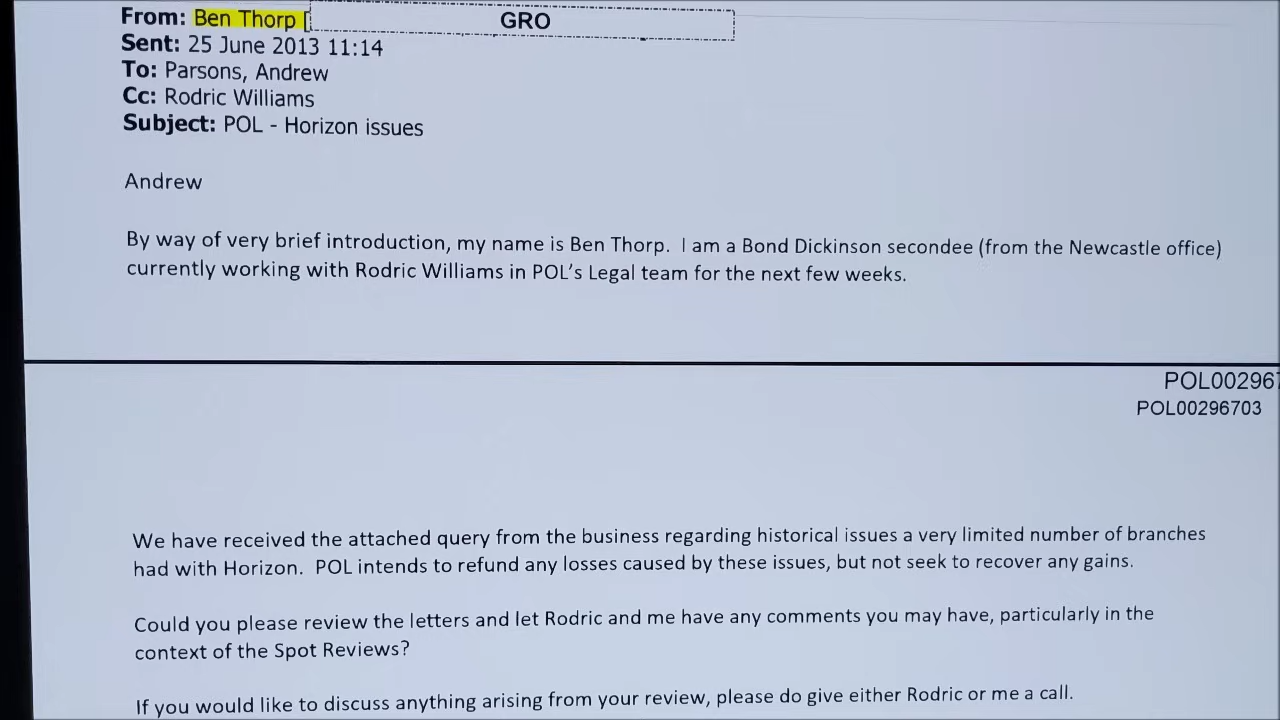 From: Ben Thorp [ GRO
Sent: 25 June 2013 11:14
To: Parsons, Andrew
Cc: Rodric Williams
Subject: POL - Horizon issues
Andrew
By way of very brief introduction, my name is Ben Thorp.  I am a Bond Dickinson secondee (from the Newcastle office)
currently working with Rodric Williams in POL's Legal team for the next few weeks.
POL00296
POL00296703
We have received the attached query from the business regarding historical issues a very limited number of branches
had with Horizon.  POL intends to refund any losses caused by these issues, but not seek to recover any gains.
Could you please review the letters and let Rodric and me have any comments you may have, particularly in the
context of the Spot Reviews?
If you would like to discuss anything arising from your review, please do give either Rodric or me a call.